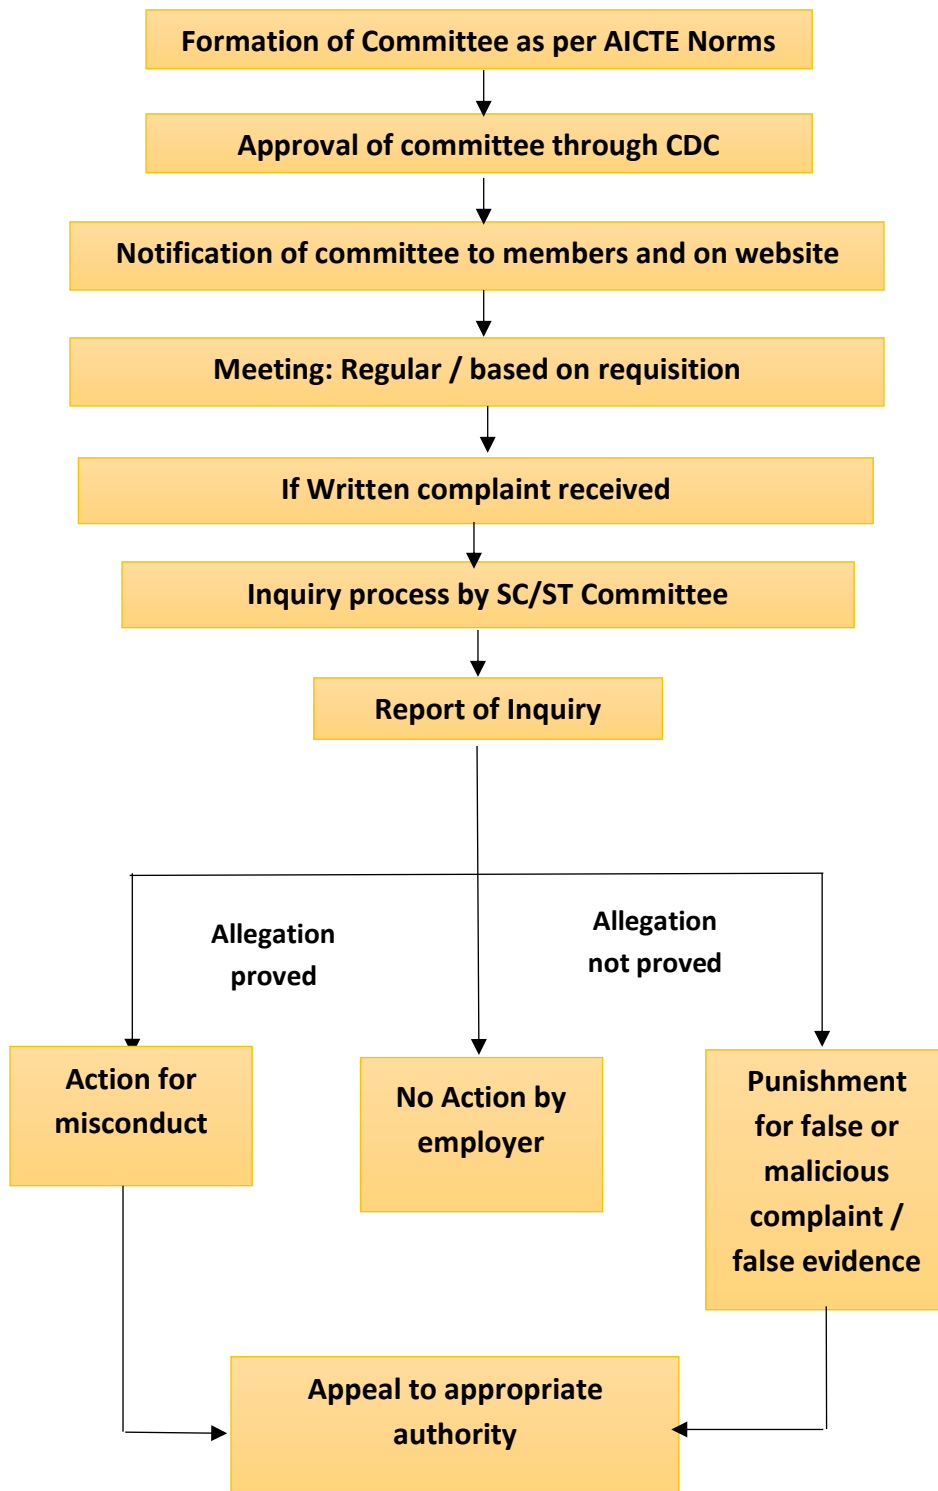 Formation of Committee as per AICTE Norms
Approval of committee through CDC
Notification of committee to members and on website
Meeting: Regular / based on requisition
If Written complaint received
Inquiry process by SC/ST Committee
Report of Inquiry
Allegation
proved
Allegation
not proved
Action for
misconduct
No Action by
employer
Punishment
for false or
malicious
complaint /
false evidence
Appeal to appropriate
authority